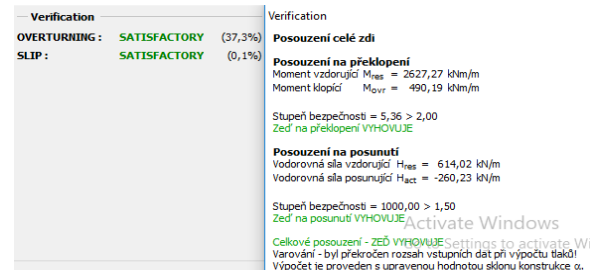 Verification
OVERTURNING : SATISFACTORY (37,3%)
SLIP : SATISFACTORY (0,1%)
Verification
Posouzení celé zdi
Posouzení na překlopení
Moment vzdorující Mres = 2627,27 kNm/m
Moment klopící Movr = 490,19 kNm/m
Stupeň bezpečnosti = 5,36 > 2,00
Zeď na překlopení VYHOVUJE
Posouzení na posunutí
Vodorovná síla vzdorující Hres = 614,02 kN/m
Vodorovná síla posunující Hact = -260,23 kN/m
Stupeň bezpečnosti = 1000,00 > 1,50
Zeď na posunutí VYHOVUJE
Activate Windows
Celkové posouzení - ZEĎ VYHOVUJE
Settings to activate Wi
Varování - byl překročen rozsah vstupních dat při výpočtu tlaků!
Výpočet je proveden s upravenou hodnotou sklonu konstrukce α.